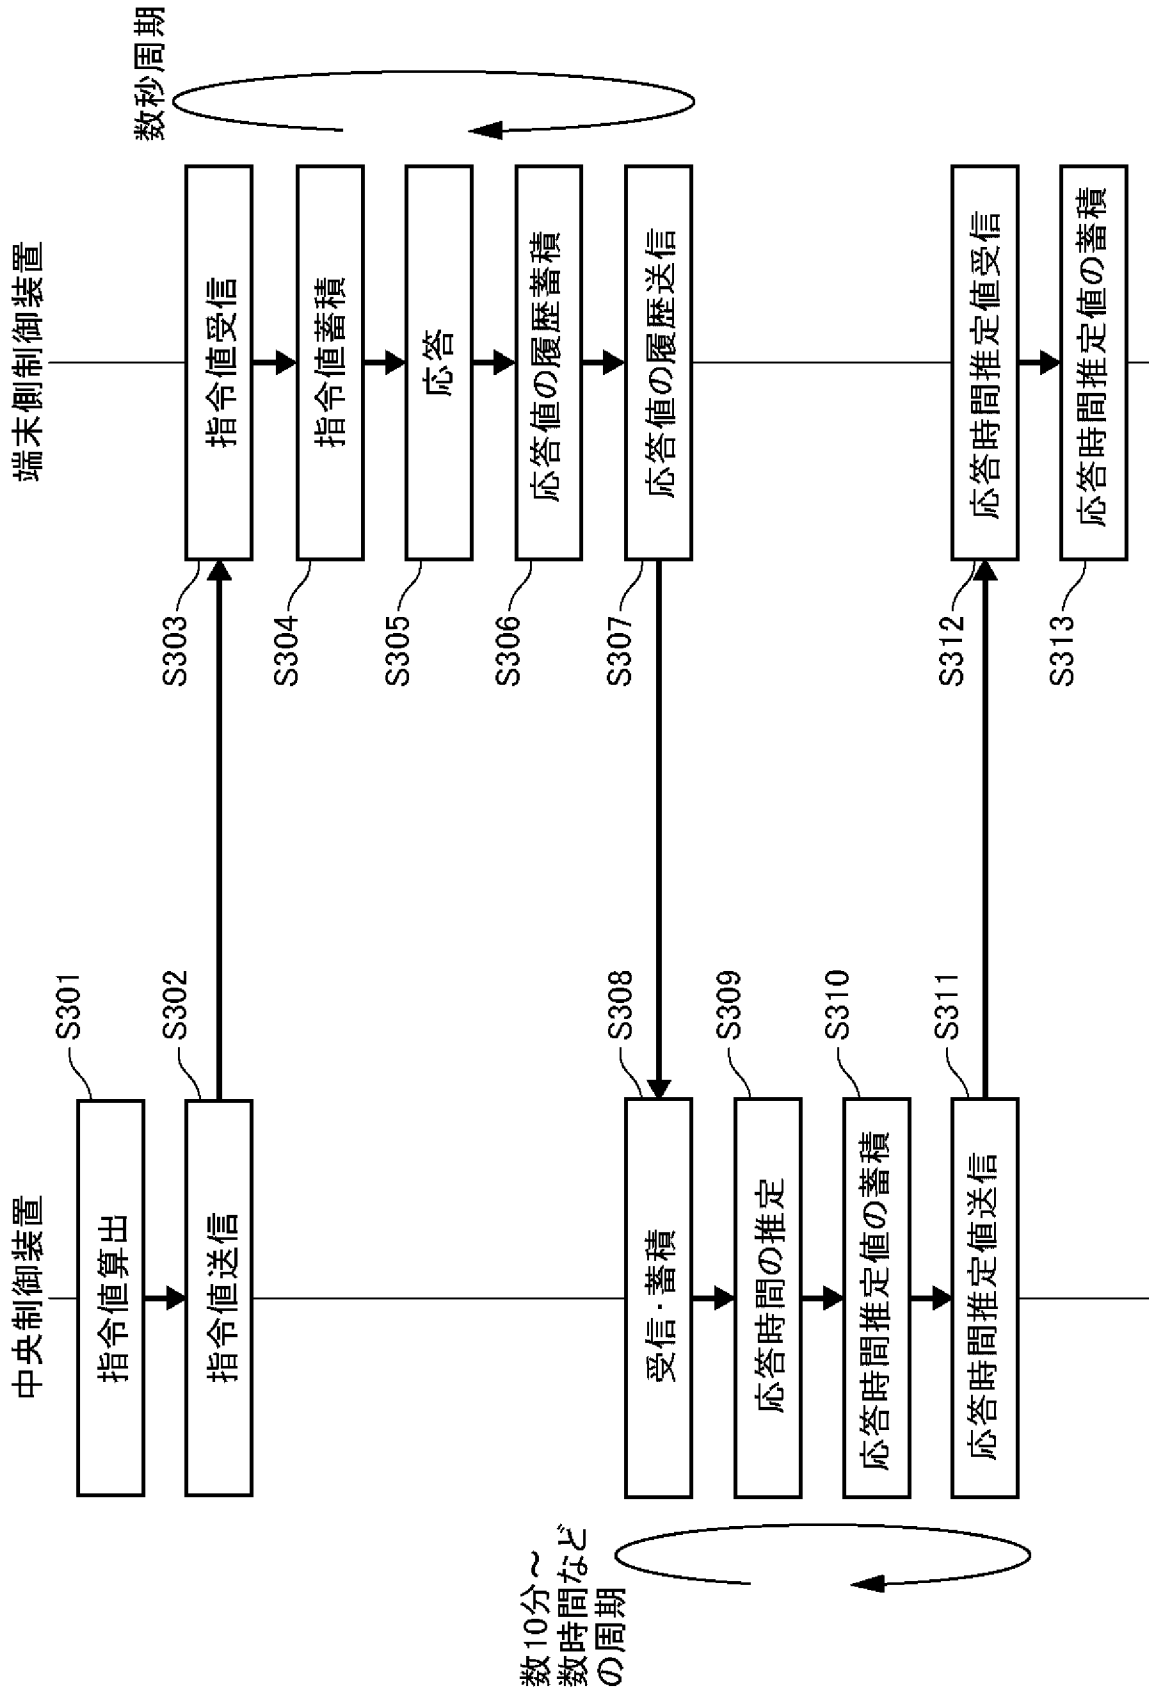 中央制御装置
端末側制御装置
指令値算出
S301
指令値送信
S302
数秒周期
S303
指令値受信
S304
指令値蓄積
S305
応答
S306
応答値の履歴蓄積
S307
応答値の履歴送信
数10分～
数時間など
の周期
受信・蓄積
S308
応答時間の推定
S309
応答時間推定値の蓄積
S310
応答時間推定値送信
S311
S312
応答時間推定値受信
S313
応答時間推定値の蓄積